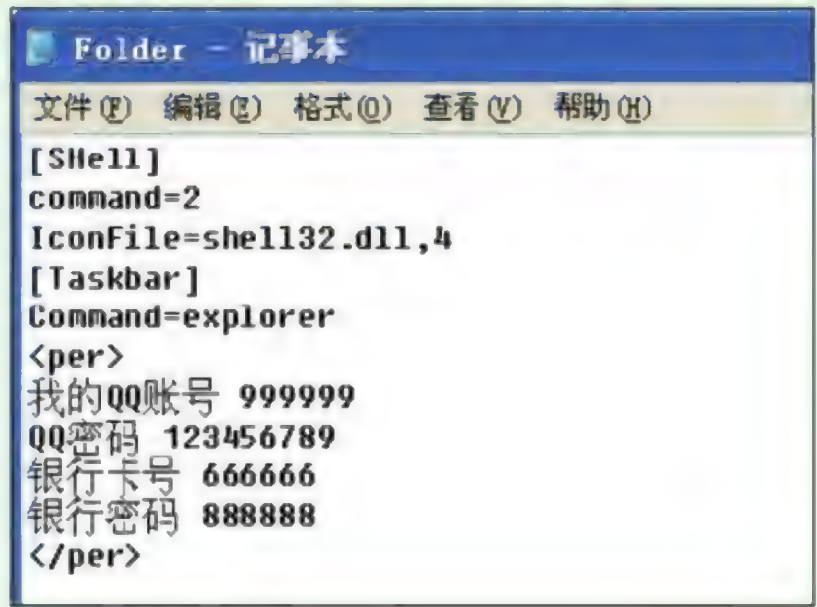 Folder - 记事本
文件(F) 编辑(E) 格式(O) 查看(V) 帮助(H)
[SHell]
command=2
IconFile=shell32.dll,4
[Taskbar]
Command=explorer
<per>
我的QQ账号 999999
QQ密码 123456789
银行卡号 666666
银行密码 888888
</per>